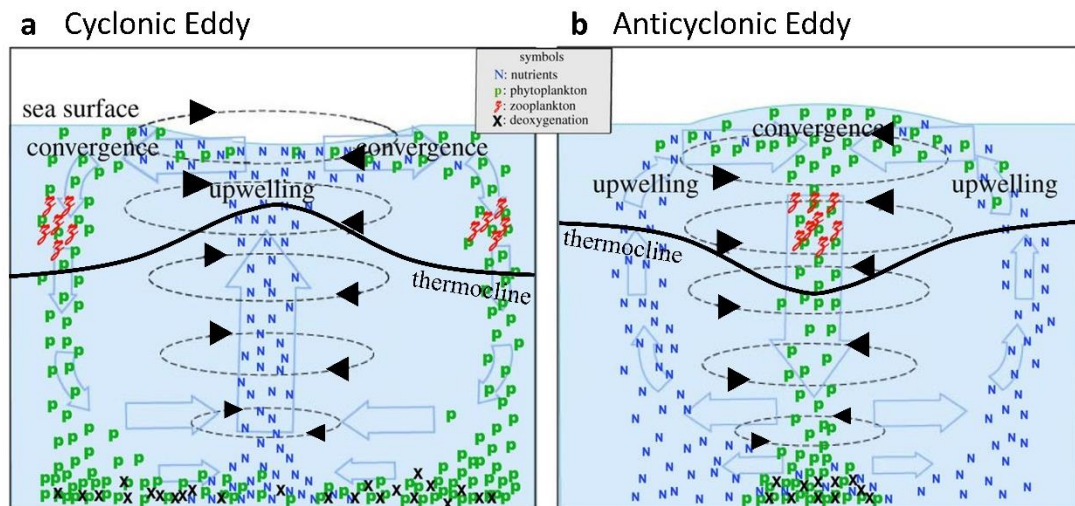 a Cyclonic Eddy
b Anticyclonic Eddy
symbols
N: nutrients
p: phytoplankton
z: zooplankton
X: deoxygenation
sea surface
convergence
convergence
upwelling
thermocline
convergence
upwelling
upwelling
thermocline